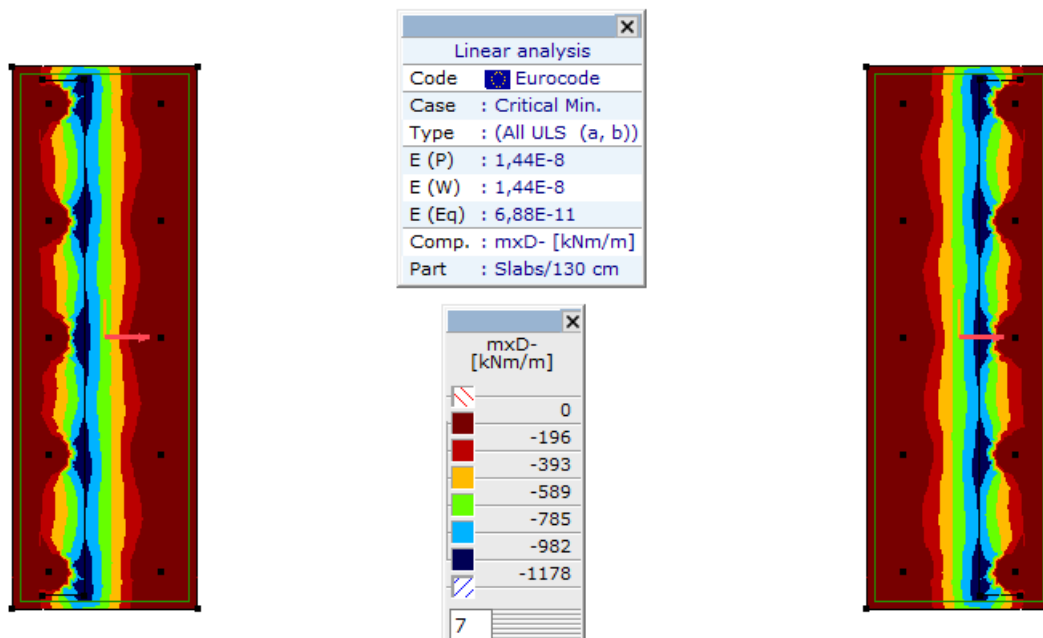 Linear analysis
Code Eurocode
Case : Critical Min.
Type : (All ULS (a, b))
E (P) : 1,44E-8
E (W) : 1,44E-8
E (Eq) : 6,88E-11
Comp. : mxD- [kNm/m]
Part : Slabs/130 cm
mxD-
[kNm/m]
0
-196
-393
-589
-785
-982
-1178
7